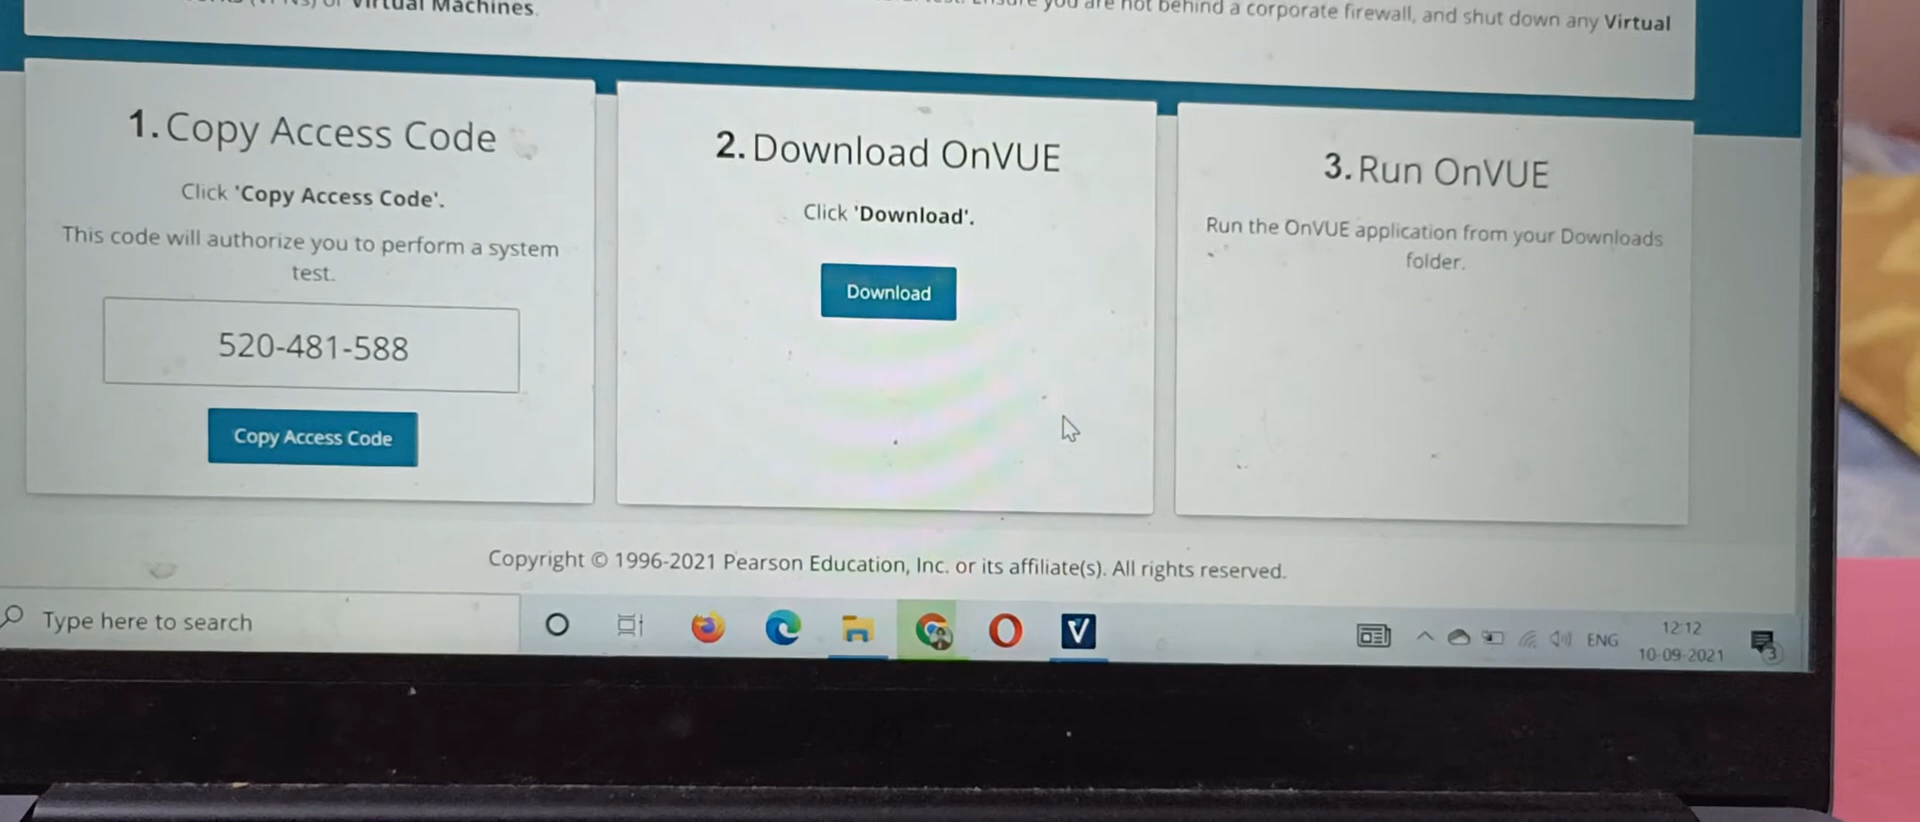 Virtual Machines.
you are not behind a corporate firewall, and shut down any Virtual
1. Copy Access Code
Click 'Copy Access Code'.
This code will authorize you to perform a system
test.
520-481-588
Copy Access Code
2. Download OnVUE
Click 'Download'.
Download
3. Run OnVUE
Run the OnVUE application from your Downloads
folder.
Copyright © 1996-2021 Pearson Education, Inc. or its affiliate(s). All rights reserved.
Type here to search
V
ENG
12:12
10-09-2021
3